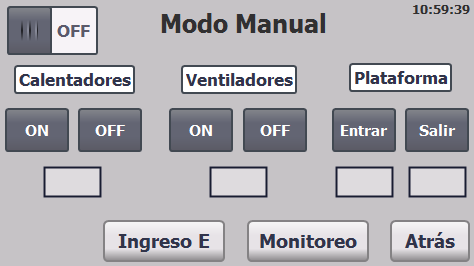 10:59:39
OFF
Modo Manual
Calentadores
Ventiladores
Plataforma
ON
OFF
ON
OFF
Entrar
Salir
Ingreso E
Monitoreo
Atrás